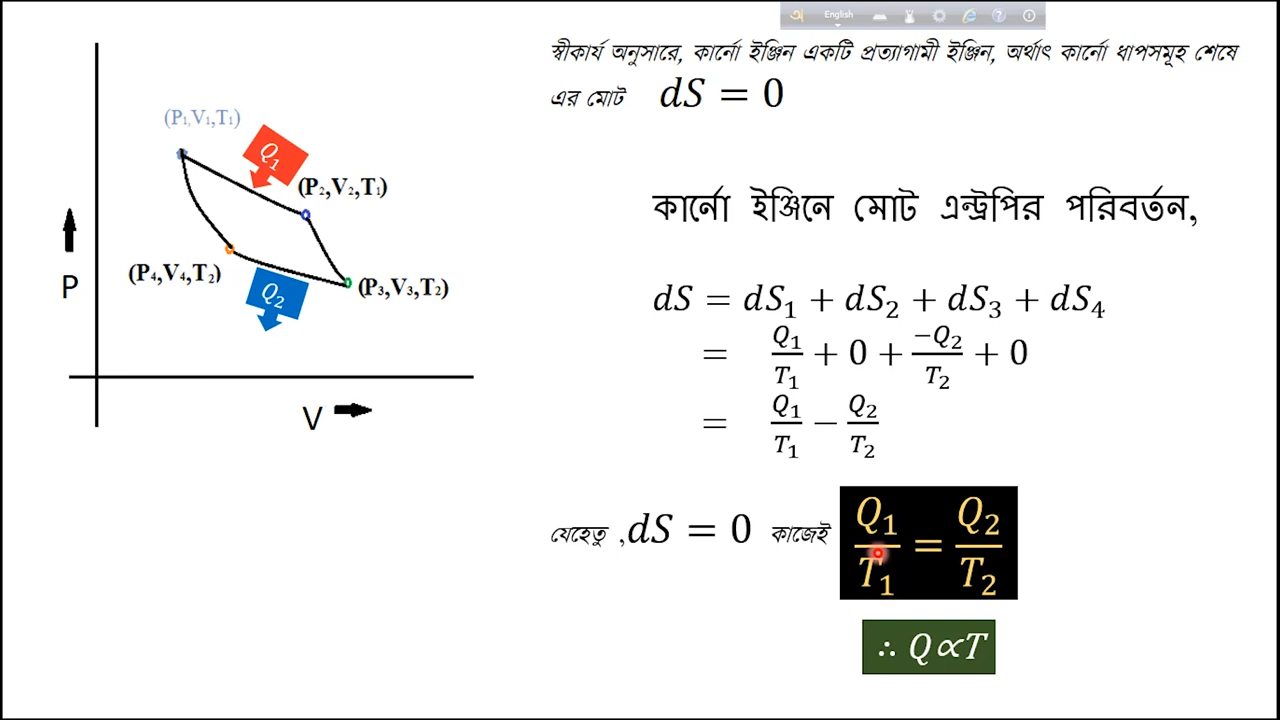 English
স্বীকার্য অনুসারে, কার্নো ইঞ্জিন একটি প্রত্যাগামী ইঞ্জিন, অর্থাৎ কার্নো ধাপসমূহ শেষে
এর মোট dS = 0
(P₁,V₁,T₁)
Q₁
(P₂,V₂,T₁)
(P₄,V₄,T₂)
Q₂
(P₃,V₃,T₂)
P
V
কার্নো ইঞ্জিনে মোট এন্ট্রপির পরিবর্তন,
dS = dS₁ + dS₂ + dS₃ + dS₄
= Q₁/T₁ + 0 + −Q₂/T₂ + 0
= Q₁/T₁ − Q₂/T₂
যেহেতু ,dS = 0 কাজেই Q₁/T₁ = Q₂/T₂
∴ Q∝T